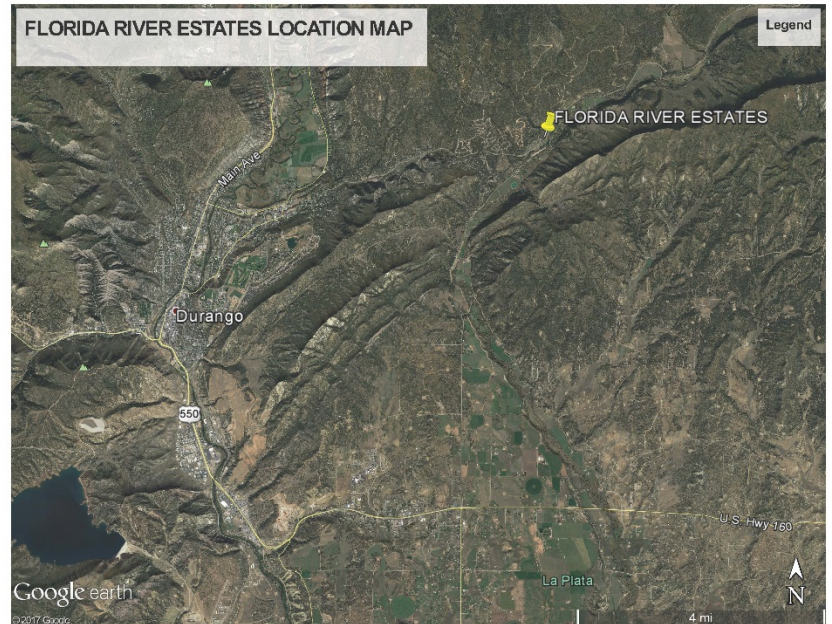 FLORIDA RIVER ESTATES LOCATION MAP
Legend
FLORIDA RIVER ESTATES
Main Ave
Durango
550
U.S. Hwy 160
La Plata
Google earth
N
© 2017 Google
4 mi